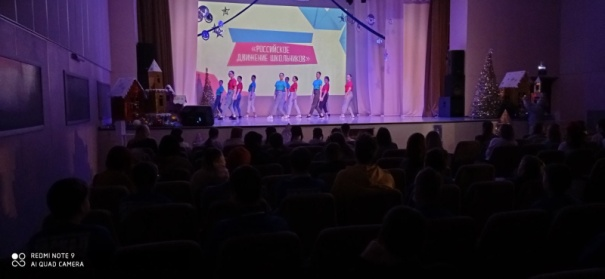 «РОССИЙСКОЕ
ДВИЖЕНИЕ ШКОЛЬНИКОВ»
REDMI NOTE 9
AI QUAD CAMERA